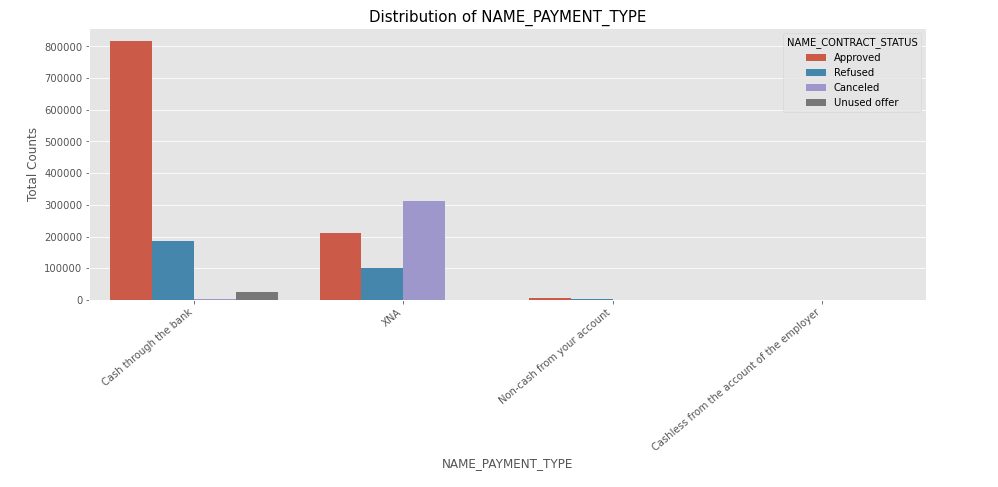 Distribution of NAME_PAYMENT_TYPE
NAME_CONTRACT_STATUS
Approved
Refused
Canceled
Unused offer
Total Counts
800000
700000
600000
500000
400000
300000
200000
100000
0
Cash through the bank
XNA
Non-cash from your account
Cashless from the account of the employer
NAME_PAYMENT_TYPE